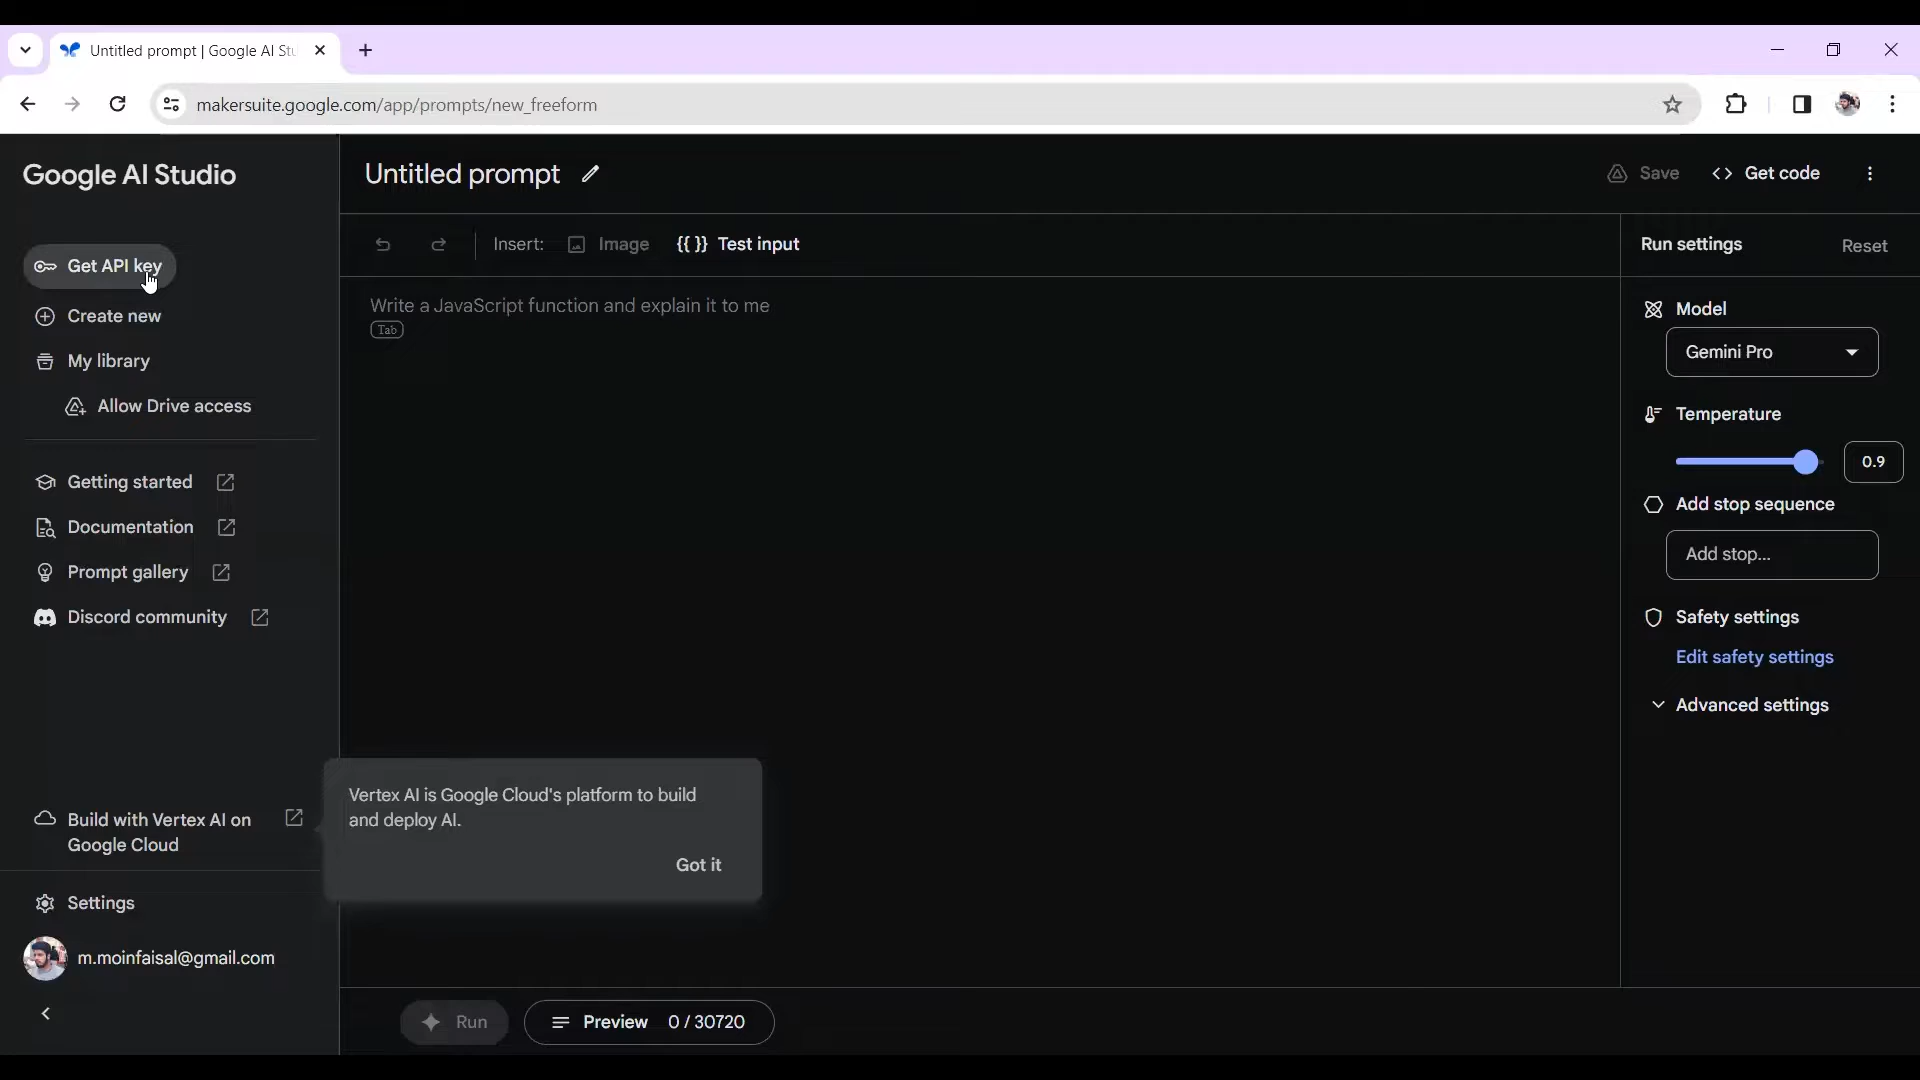 Untitled prompt | Google AI Stu
makersuite.google.com/app/prompts/new_freeform
Google AI Studio
Get API key
Create new
My library
Allow Drive access
Getting started
Documentation
Prompt gallery
Discord community
Build with Vertex AI on
Google Cloud
Settings
m.moinfaisal@gmail.com
Untitled prompt
Save
<> Get code
Insert:
Image
{{ }} Test input
Write a JavaScript function and explain it to me
Tab
Vertex AI is Google Cloud's platform to build
and deploy AI.
Got it
Run
Preview 0 / 30720
Run settings
Reset
Model
Gemini Pro
Temperature
0.9
Add stop sequence
Add stop...
Safety settings
Edit safety settings
Advanced settings